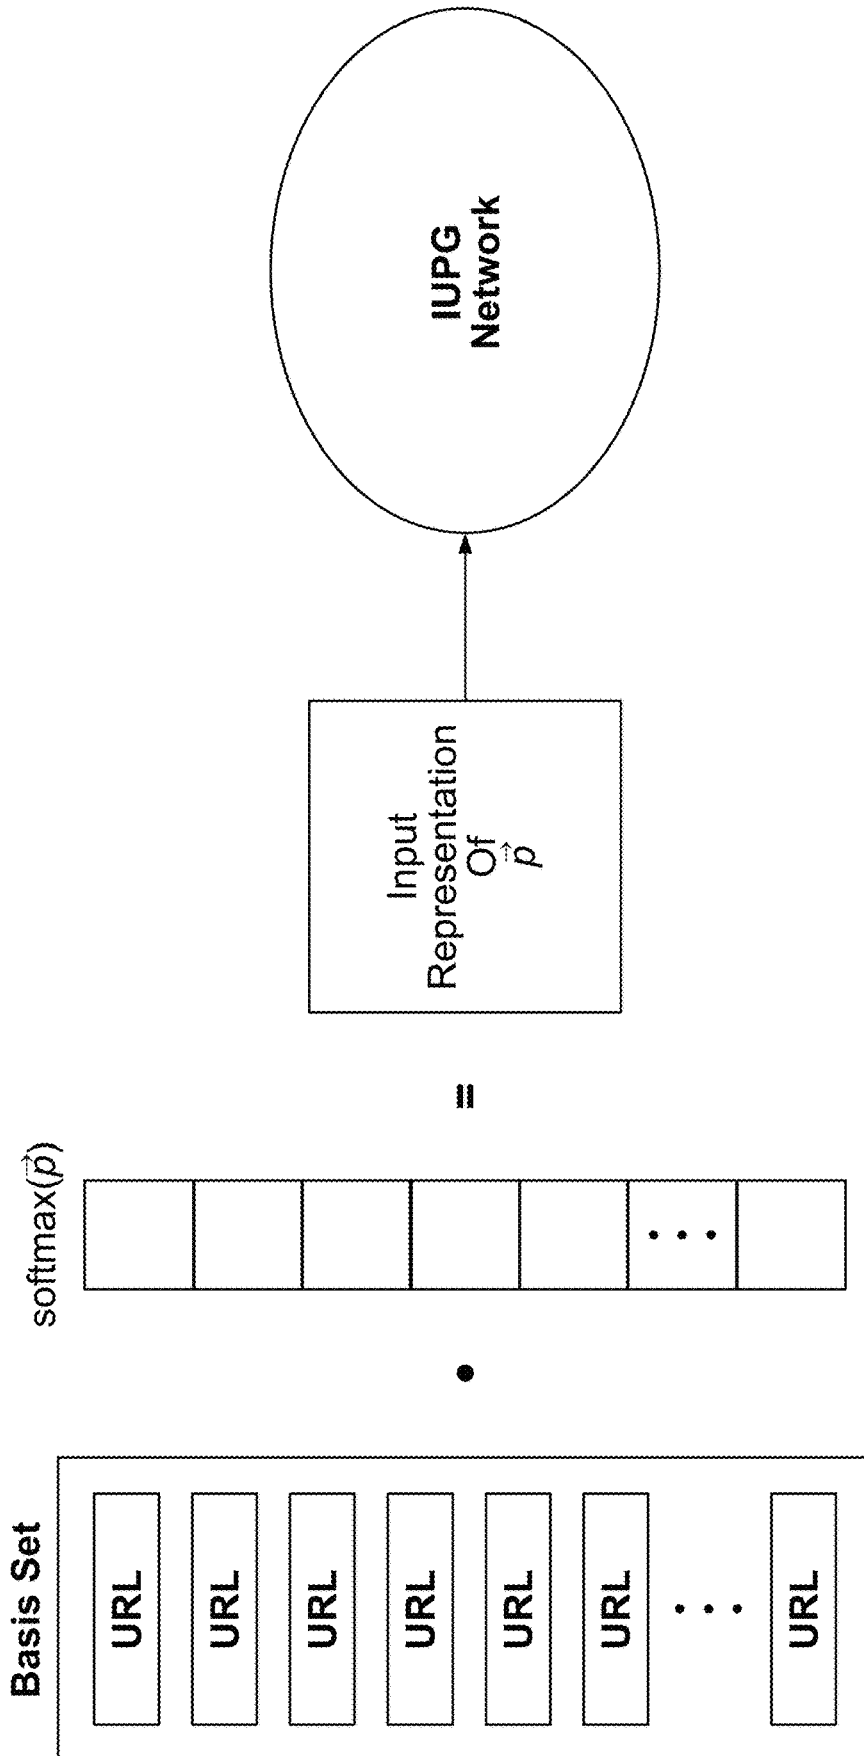 Basis Set
URL
URL
URL
URL
URL
URL
• • •
URL
•
softmax(p⃗)
• • •
=
Input
Representation
Of
p⃗
IUPG
Network